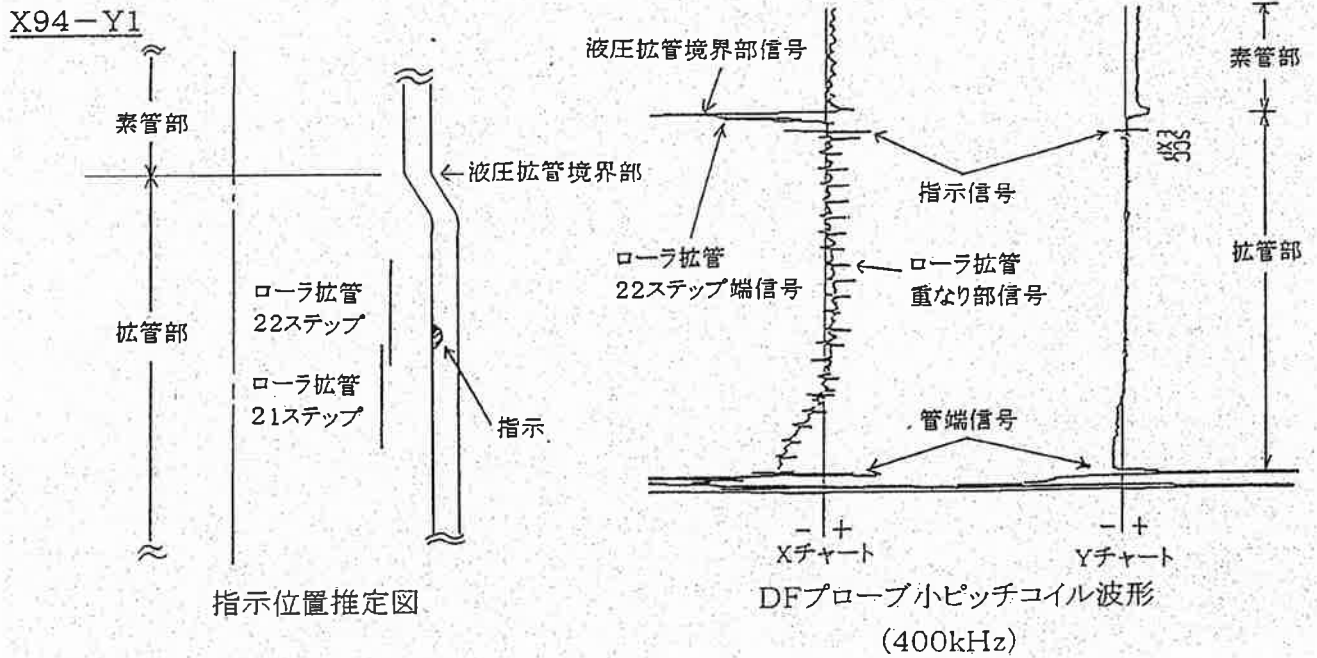 X94-Y1
素管部
拡管部
液圧拡管境界部
ローラ拡管
22ステップ
ローラ拡管
21ステップ
指示
指示位置推定図
液圧拡管境界部信号
ローラ拡管
22ステップ端信号
指示信号
ローラ拡管
重なり部信号
管端信号
SCC
EXP
素管部
拡管部
- +
Xチャート
- +
Yチャート
DFプローブ小ピッチコイル波形
(400kHz)